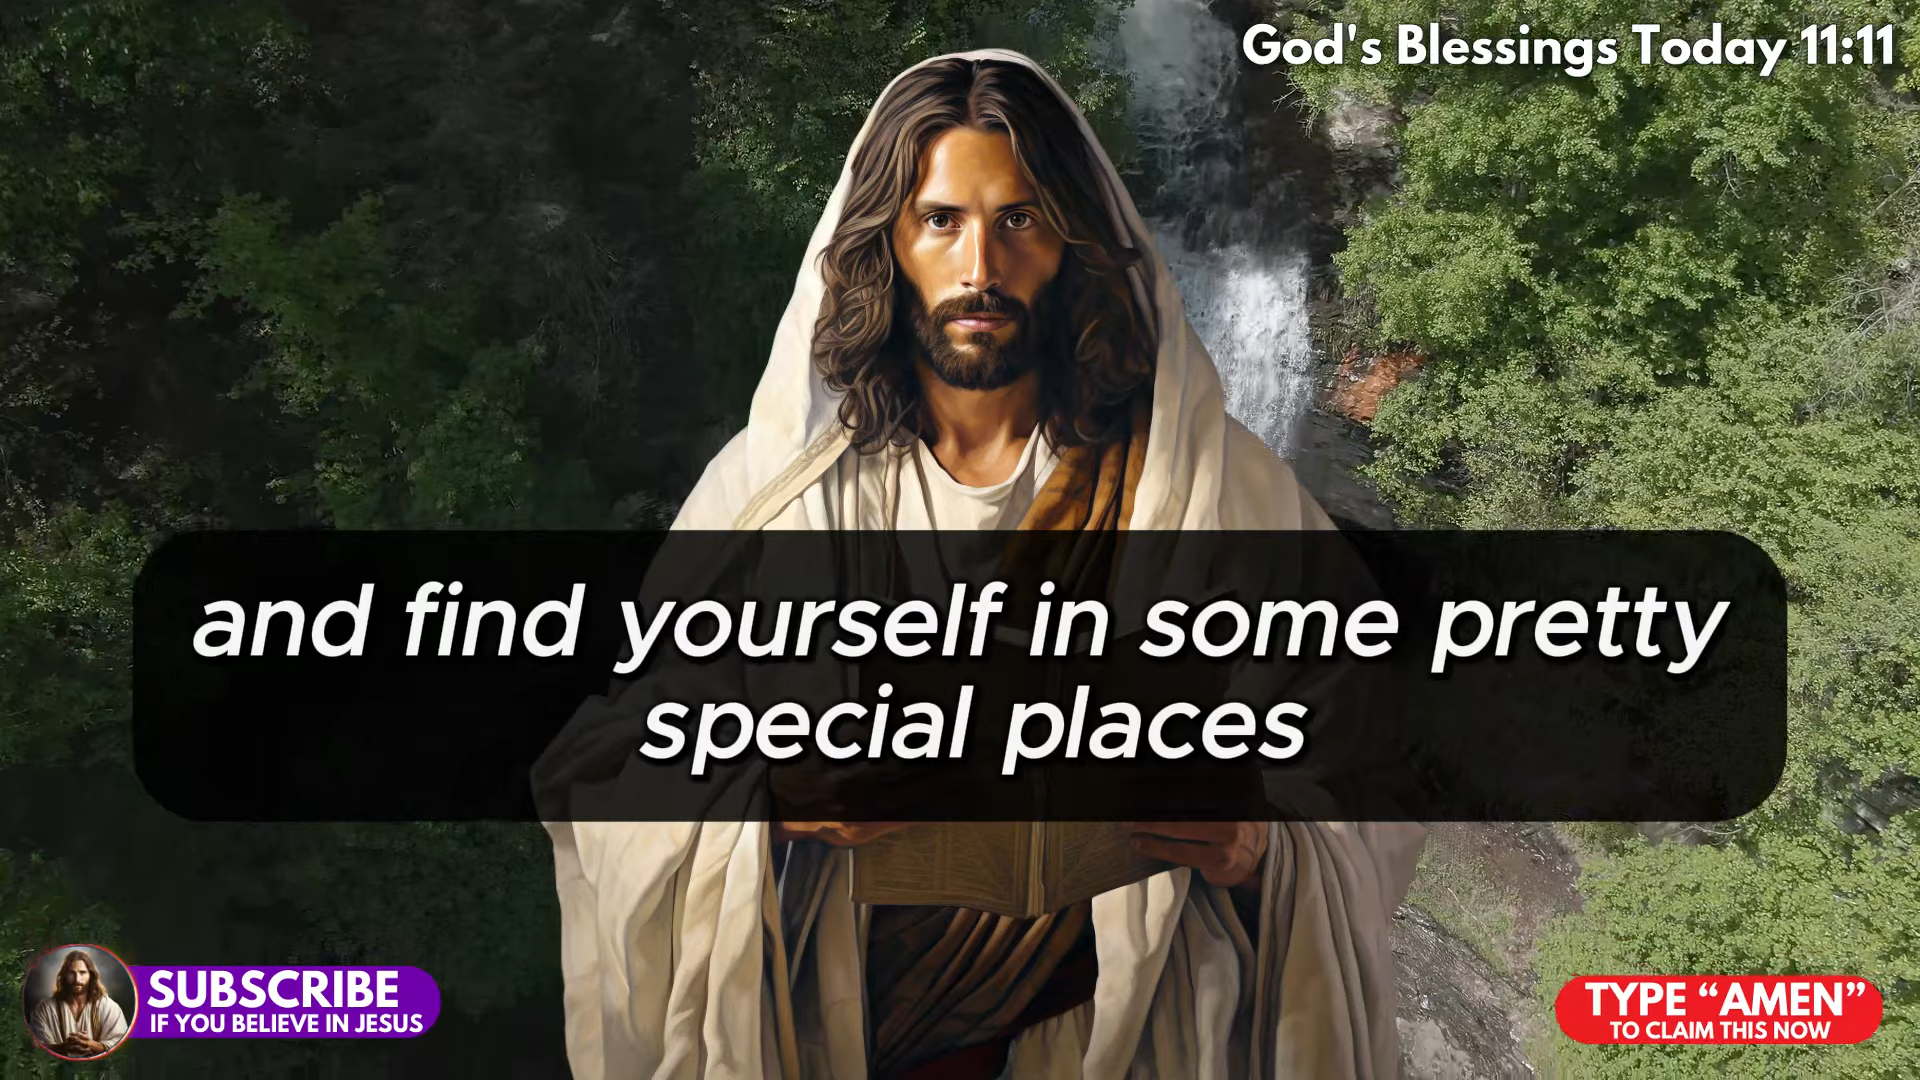 God's Blessings Today 11:11
and find yourself in some pretty
special places
SUBSCRIBE
IF YOU BELIEVE IN JESUS
TYPE “AMEN”
TO CLAIM THIS NOW